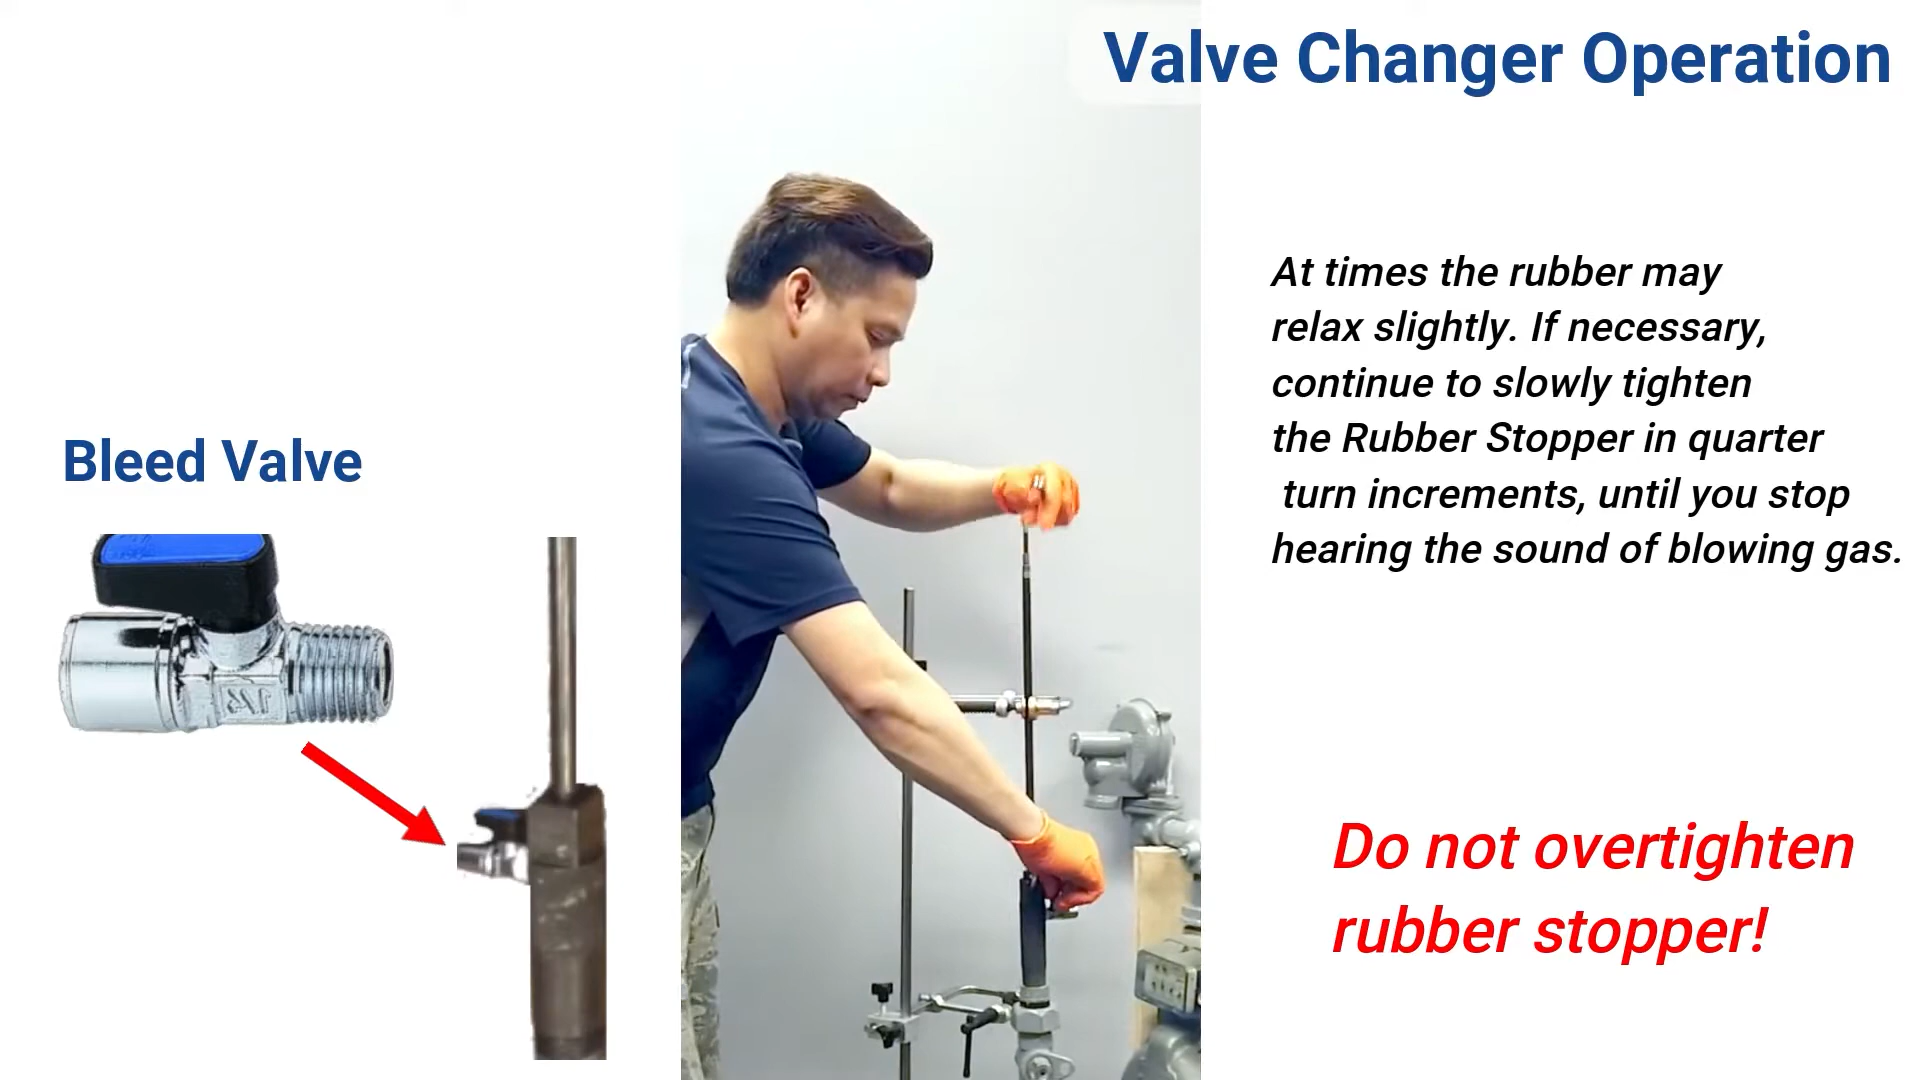 Valve Changer Operation
At times the rubber may
relax slightly. If necessary,
continue to slowly tighten
the Rubber Stopper in quarter
turn increments, until you stop
hearing the sound of blowing gas.
Bleed Valve
Do not overtighten
rubber stopper!